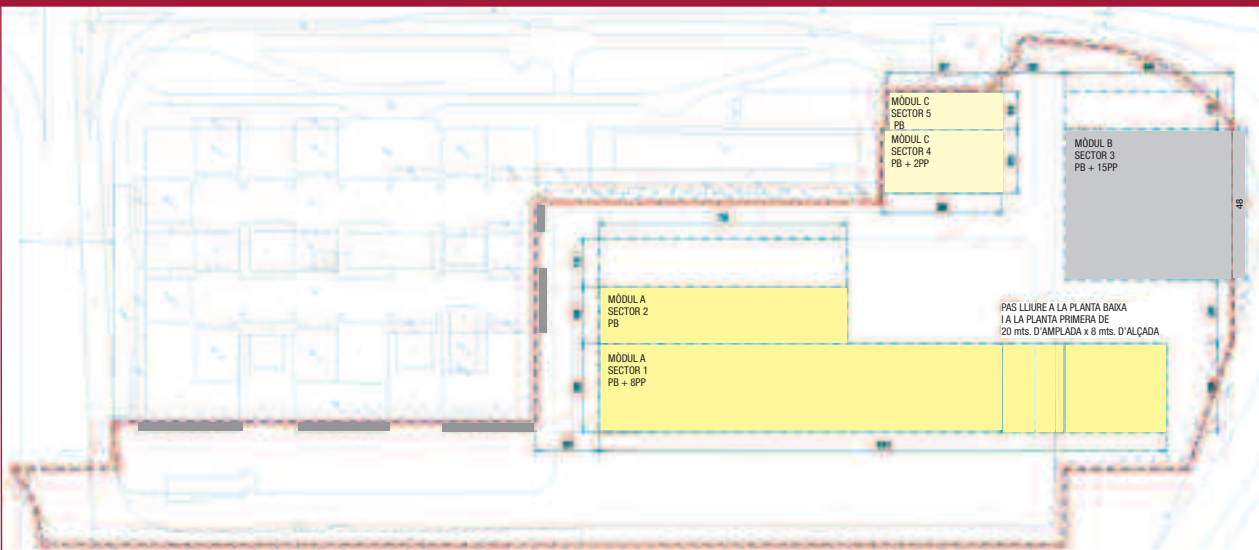 MÒDUL C
SECTOR 5
PB
MÒDUL C
SECTOR 4
PB + 2PP
MÒDUL B
SECTOR 3
PB + 15PP
48
MÒDUL A
SECTOR 2
PB
PAS LLIURE A LA PLANTA BAIXA
I A LA PLANTA PRIMERA DE
20 mts. D'AMPLADA x 8 mts. D'ALÇADA
MÒDUL A
SECTOR 1
PB + 8PP